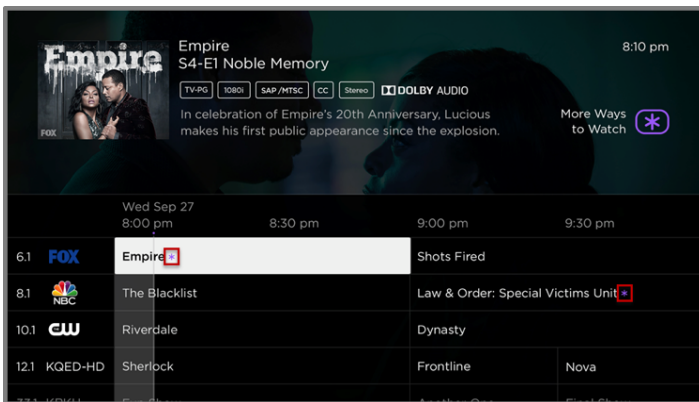 Empire
FOX
Empire
S4-E1 Noble Memory
8:10 pm
TV-PG 1080i SAP /MTSC CC Stereo DOLBY AUDIO
In celebration of Empire's 20th Anniversary, Lucious
makes his first public appearance since the explosion.
More Ways
to Watch *
Wed Sep 27
8:00 pm 8:30 pm 9:00 pm 9:30 pm
6.1 FOX Empire * Shots Fired
8.1 NBC The Blacklist Law & Order: Special Victims Unit *
10.1 CW Riverdale Dynasty
12.1 KQED-HD Sherlock Frontline Nova